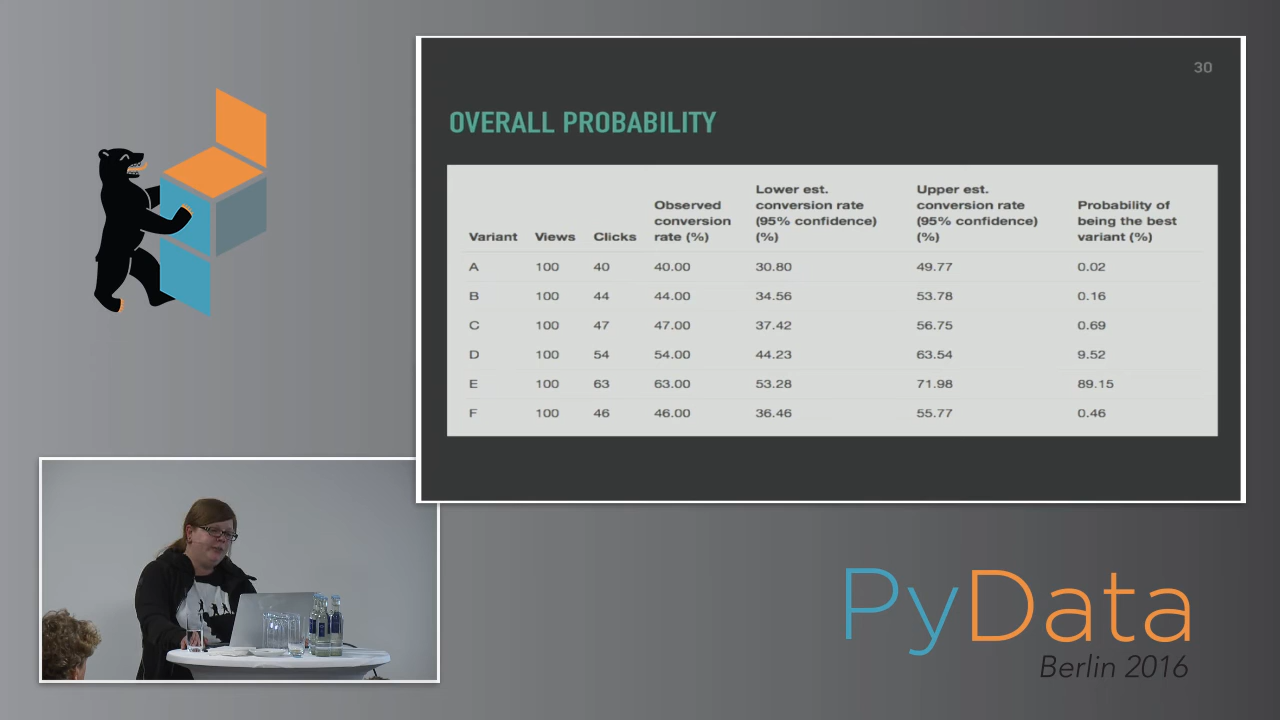 30
OVERALL PROBABILITY
Variant Views Clicks Observed conversion rate (%) Lower est. conversion rate (95% confidence) (%) Upper est. conversion rate (95% confidence) (%) Probability of being the best variant (%)
A 100 40 40.00 30.80 49.77 0.02
B 100 44 44.00 34.56 53.78 0.16
C 100 47 47.00 37.42 56.75 0.69
D 100 54 54.00 44.23 63.54 9.52
E 100 63 63.00 53.28 71.98 89.15
F 100 46 46.00 36.46 55.77 0.46
PyData
Berlin 2016